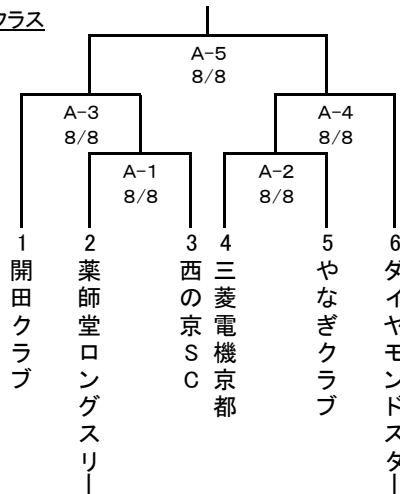 クラス
A-5
8/8
A-3
8/8
A-4
8/8
A-1
8/8
A-2
8/8
1 開田クラブ
2 薬師堂ロングスリー
3 西の京SC
4 三菱電機京都
5 やなぎクラブ
6 ダイヤモンドスター